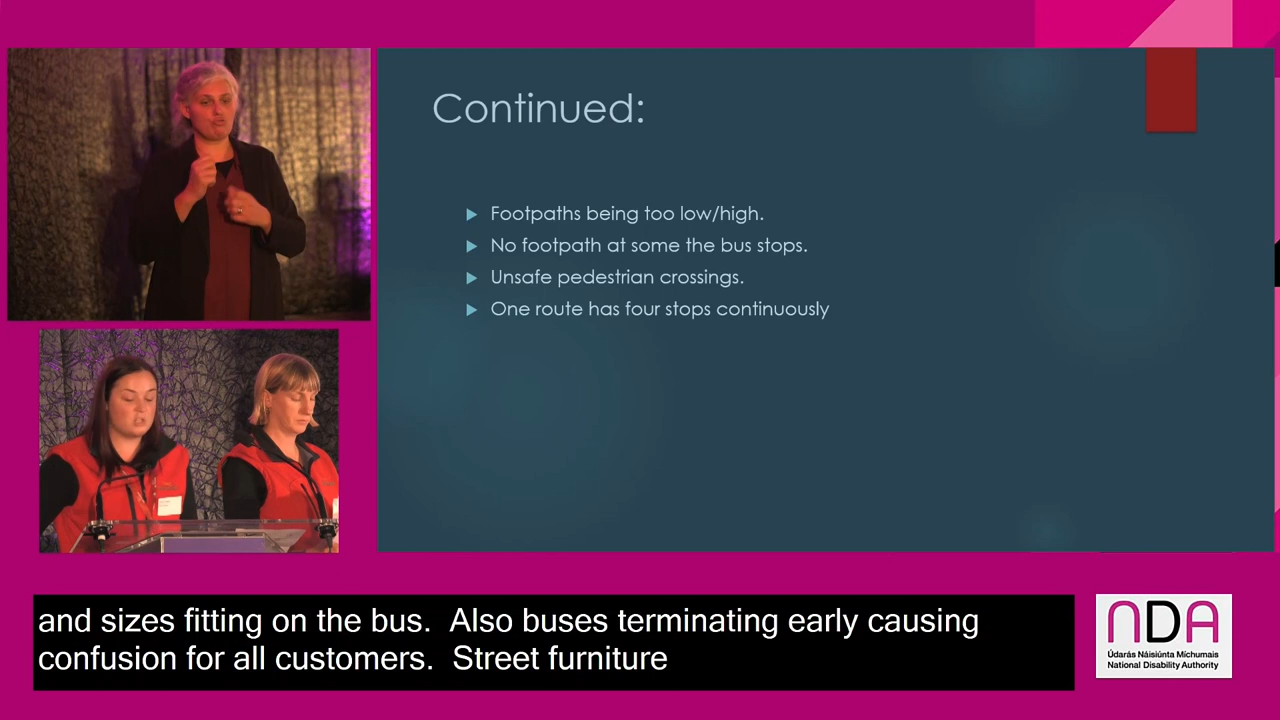 Continued:
Footpaths being too low/high.
No footpath at some the bus stops.
Unsafe pedestrian crossings.
One route has four stops continuously
and sizes fitting on the bus.  Also buses terminating early causing
confusion for all customers.  Street furniture
NDA
Údarás Náisiúnta Míchumais
National Disability Authority